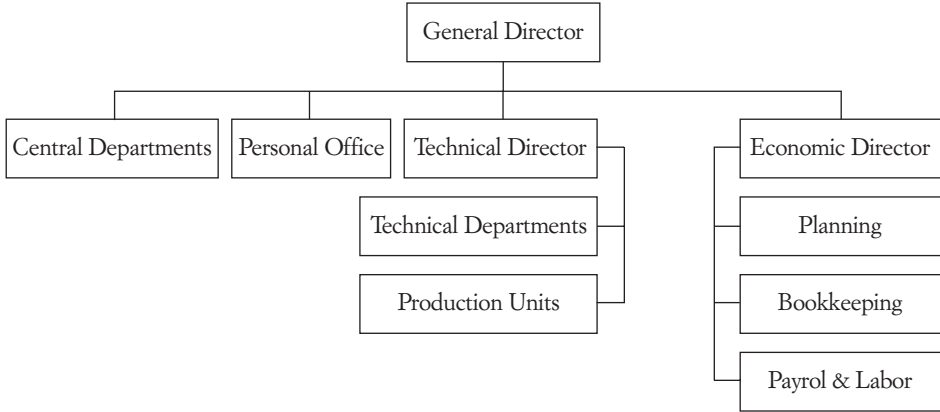 General Director
Central Departments
Personal Office
Technical Director
Economic Director
Technical Departments
Planning
Production Units
Bookkeeping
Payrol & Labor